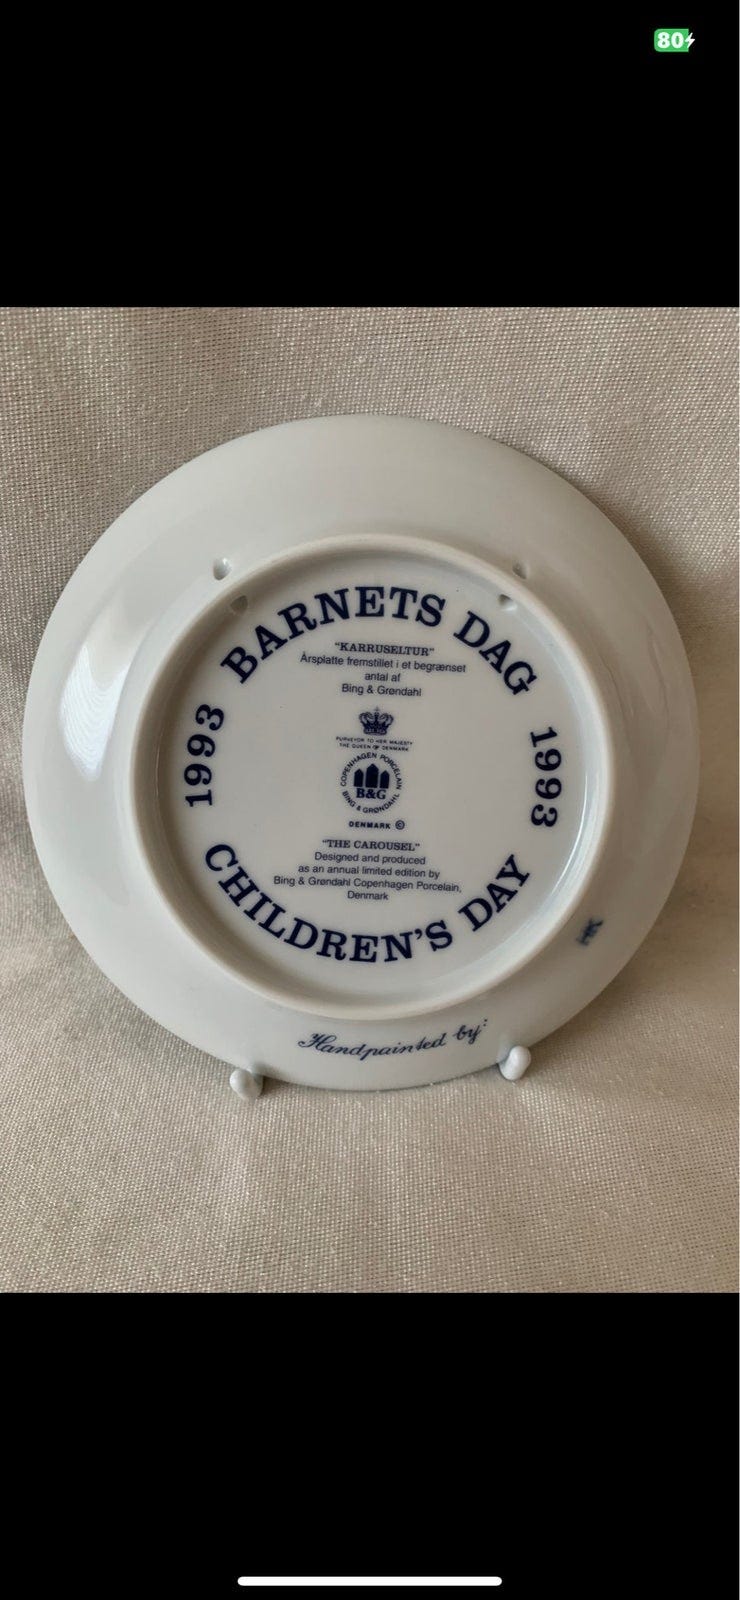 80
BARNETS DAG
"KARRUSELTUR"
Årsplatte fremstillet i et begrænset
antal af
Bing & Grøndahl
1993
1993
PURVEYOR TO HER MAJESTY
THE QUEEN OF DENMARK
COPENHAGEN PORCELAIN
B&G
BING & GRØNDAHL
DENMARK ©
"THE CAROUSEL"
Designed and produced
as an annual limited edition by
Bing & Grøndahl Copenhagen Porcelain,
Denmark
CHILDREN'S DAY
Handpainted by: